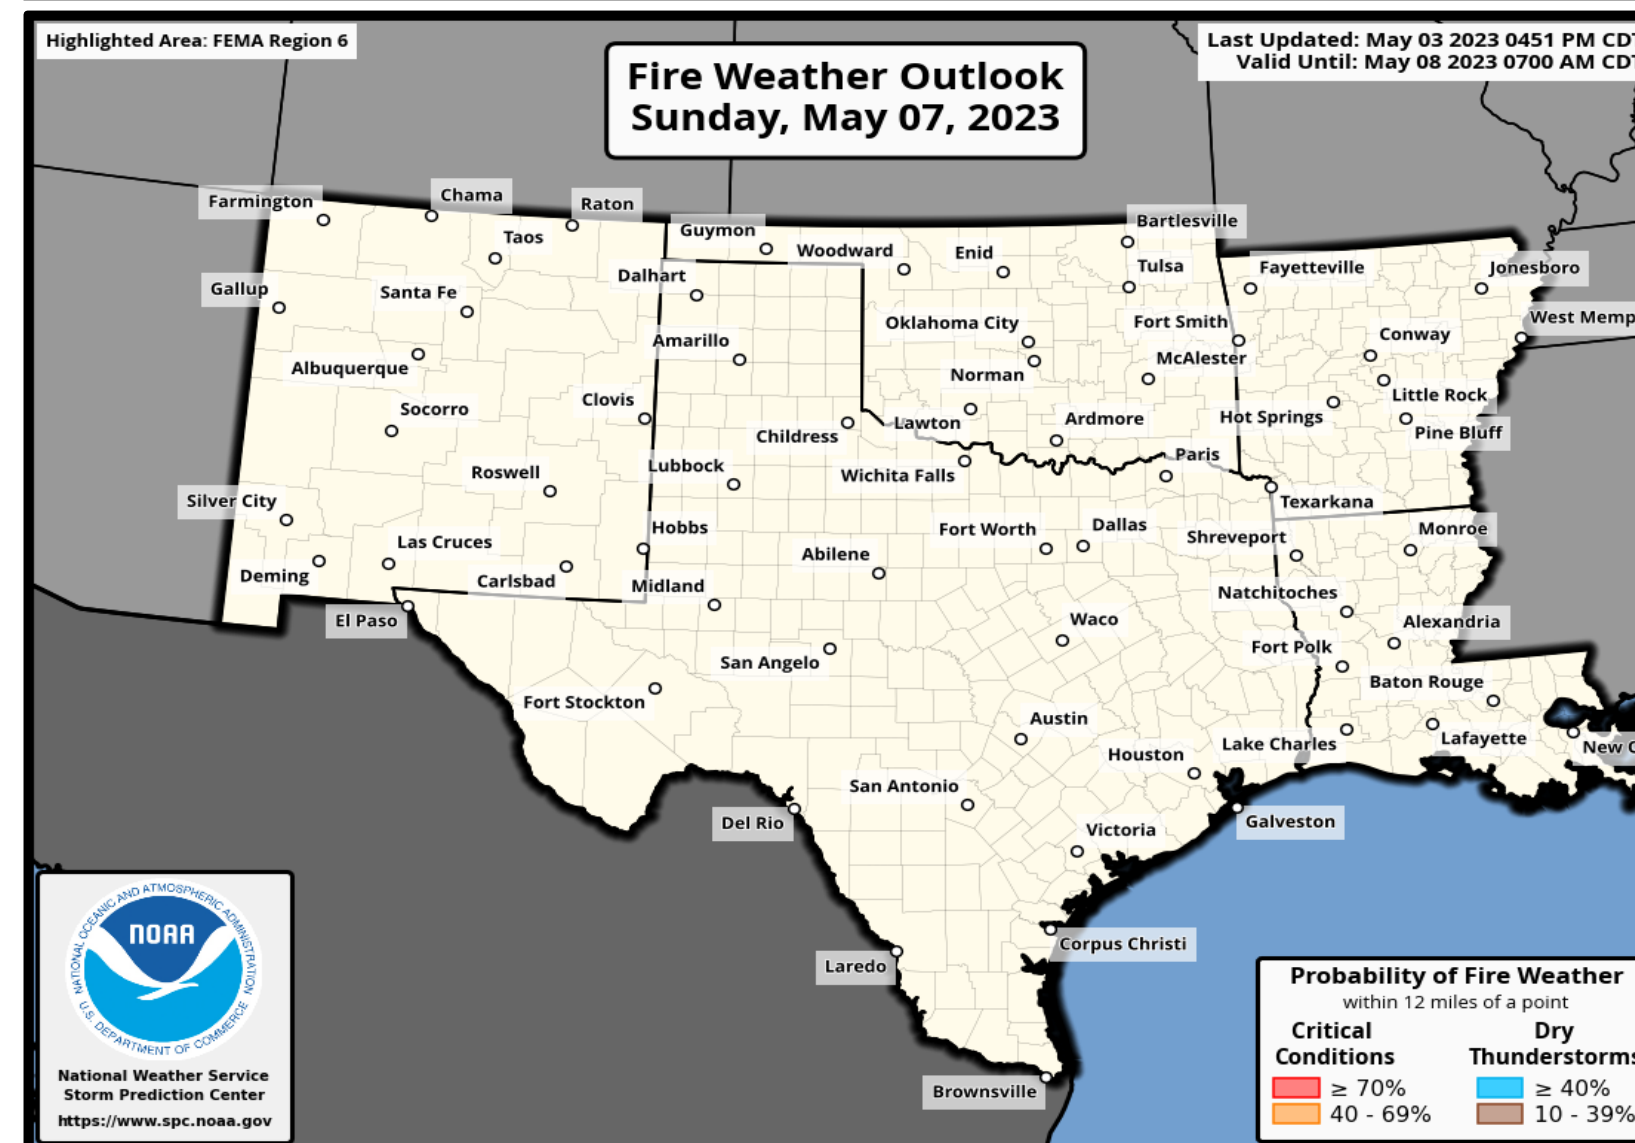 Highlighted Area: FEMA Region 6
Last Updated: May 03 2023 0451 PM CDT
Valid Until: May 08 2023 0700 AM CDT
Fire Weather Outlook
Sunday, May 07, 2023
Farmington
Chama
Raton
Taos
Guymon
Woodward
Enid
Bartlesville
Tulsa
Fayetteville
Jonesboro
Gallup
Santa Fe
Dalhart
Oklahoma City
Fort Smith
West Memp
Amarillo
Conway
Albuquerque
Norman
McAlester
Little Rock
Socorro
Clovis
Childress
Lawton
Ardmore
Hot Springs
Pine Bluff
Roswell
Lubbock
Wichita Falls
Paris
Texarkana
Silver City
Las Cruces
Hobbs
Abilene
Fort Worth
Dallas
Shreveport
Monroe
Deming
Carlsbad
Midland
Natchitoches
El Paso
Waco
Alexandria
San Angelo
Fort Polk
Fort Stockton
Baton Rouge
Austin
Houston
Lake Charles
Lafayette
New O
San Antonio
Del Rio
Victoria
Galveston
Corpus Christi
Laredo
Brownsville
NATIONAL OCEANIC AND ATMOSPHERIC ADMINISTRATION
NOAA
U.S. DEPARTMENT OF COMMERCE
National Weather Service
Storm Prediction Center
https://www.spc.noaa.gov
Probability of Fire Weather
within 12 miles of a point
Critical Dry
Conditions Thunderstorms
≥ 70% ≥ 40%
40 - 69% 10 - 39%